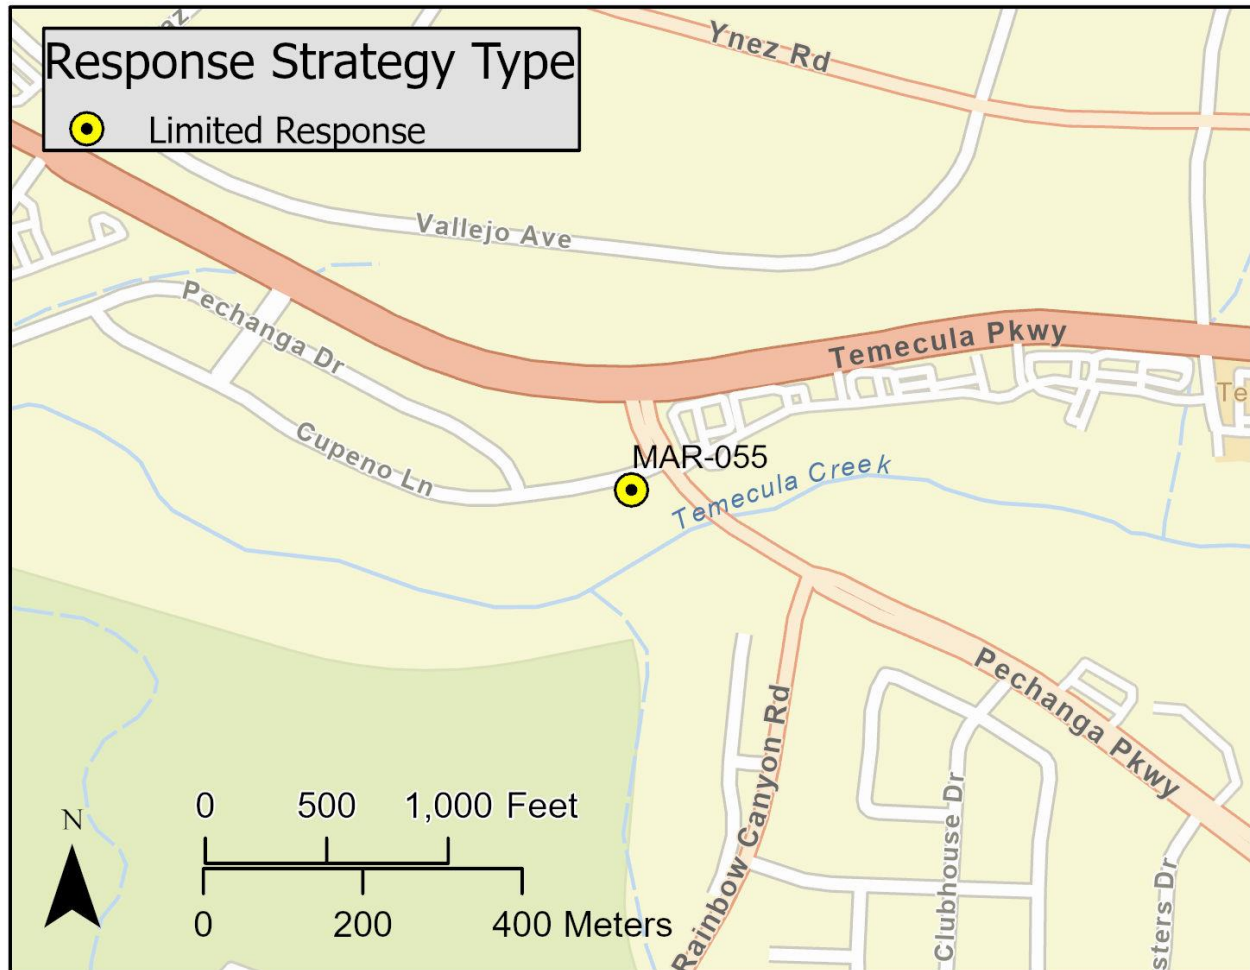 Ynez Rd
Response Strategy Type
Limited Response
Vallejo Ave
Pechanga Dr
Temecula Pkwy
Cupeno Ln
MAR-055
Temecula Creek
Pechanga Pkwy
Rainbow Canyon Rd
Clubhouse Dr
0 500 1,000 Feet
N
0 200 400 Meters